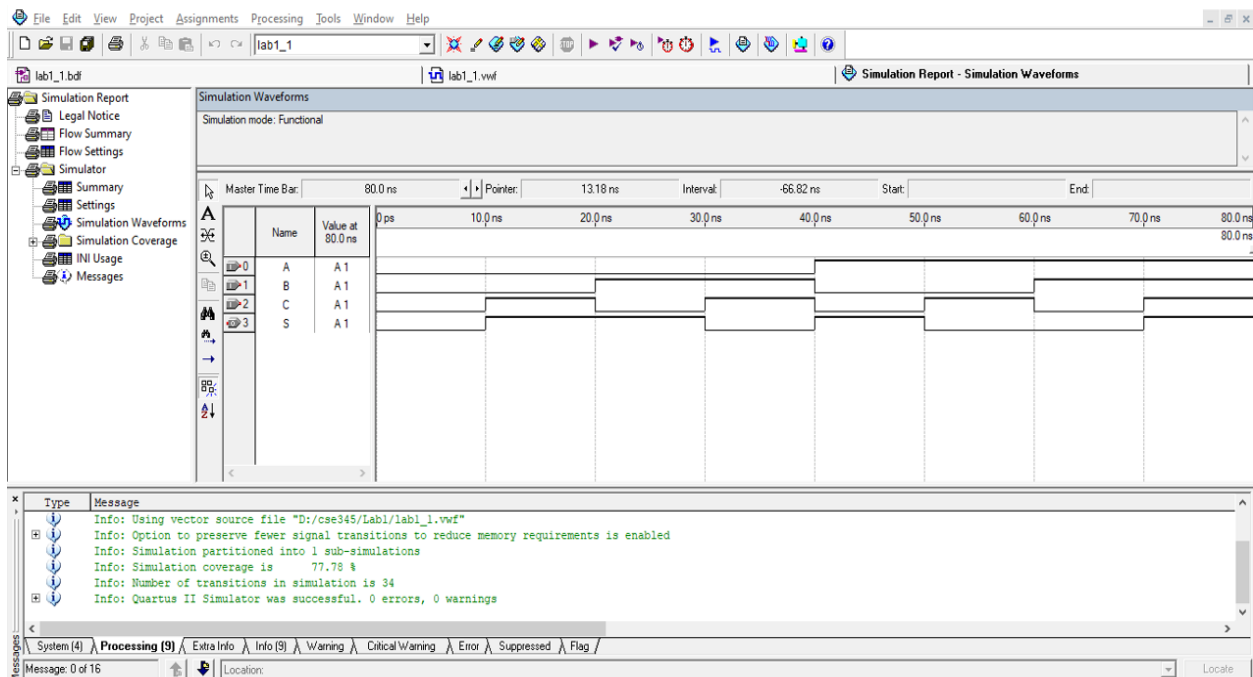 File Edit View Project Assignments Processing Tools Window Help
lab1_1
STOP
lab1_1.bdf
lab1_1.vwf
Simulation Report - Simulation Waveforms
Simulation Report
Legal Notice
Flow Summary
Flow Settings
Simulator
Summary
Settings
Simulation Waveforms
Simulation Coverage
INI Usage
Messages
Simulation Waveforms
Simulation mode: Functional
Master Time Bar: 80.0 ns Pointer: 13.18 ns Interval: -66.82 ns Start: End:
Name Value at 80.0 ns
0 ps 10.0 ns 20.0 ns 30.0 ns 40.0 ns 50.0 ns 60.0 ns 70.0 ns 80.0 ns
80.0 ns
0 A A 1
1 B A 1
2 C A 1
3 S A 1
Type Message
Info: Using vector source file "D:/cse345/Lab1/lab1_1.vwf"
Info: Option to preserve fewer signal transitions to reduce memory requirements is enabled
Info: Simulation partitioned into 1 sub-simulations
Info: Simulation coverage is 77.78 %
Info: Number of transitions in simulation is 34
Info: Quartus II Simulator was successful. 0 errors, 0 warnings
System (4) Processing (9) Extra Info Info (9) Warning Critical Warning Error Suppressed Flag
Messages
Message: 0 of 16 Location: Locate